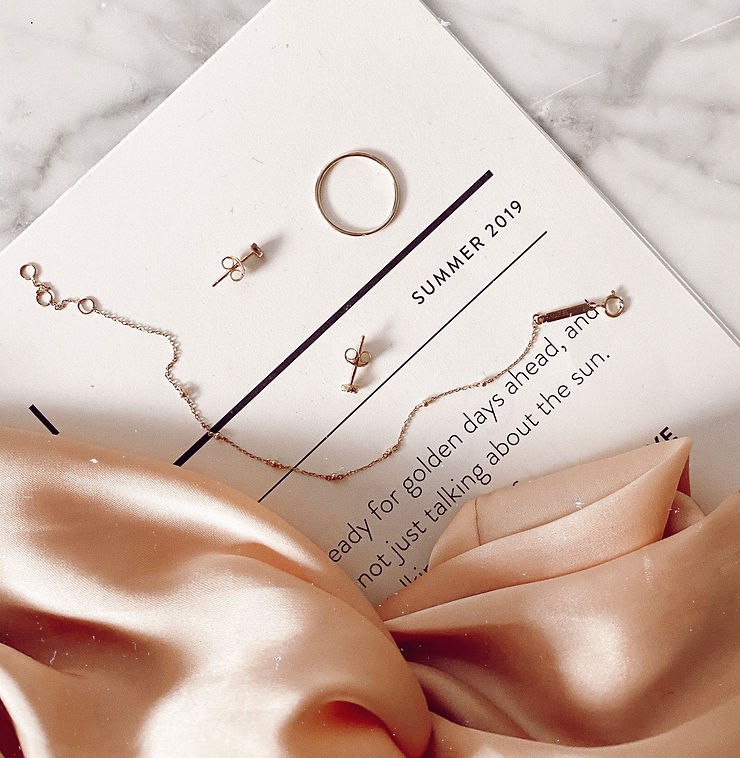 SUMMER 2019
eady for golden days ahead, and
not just talking about the sun.